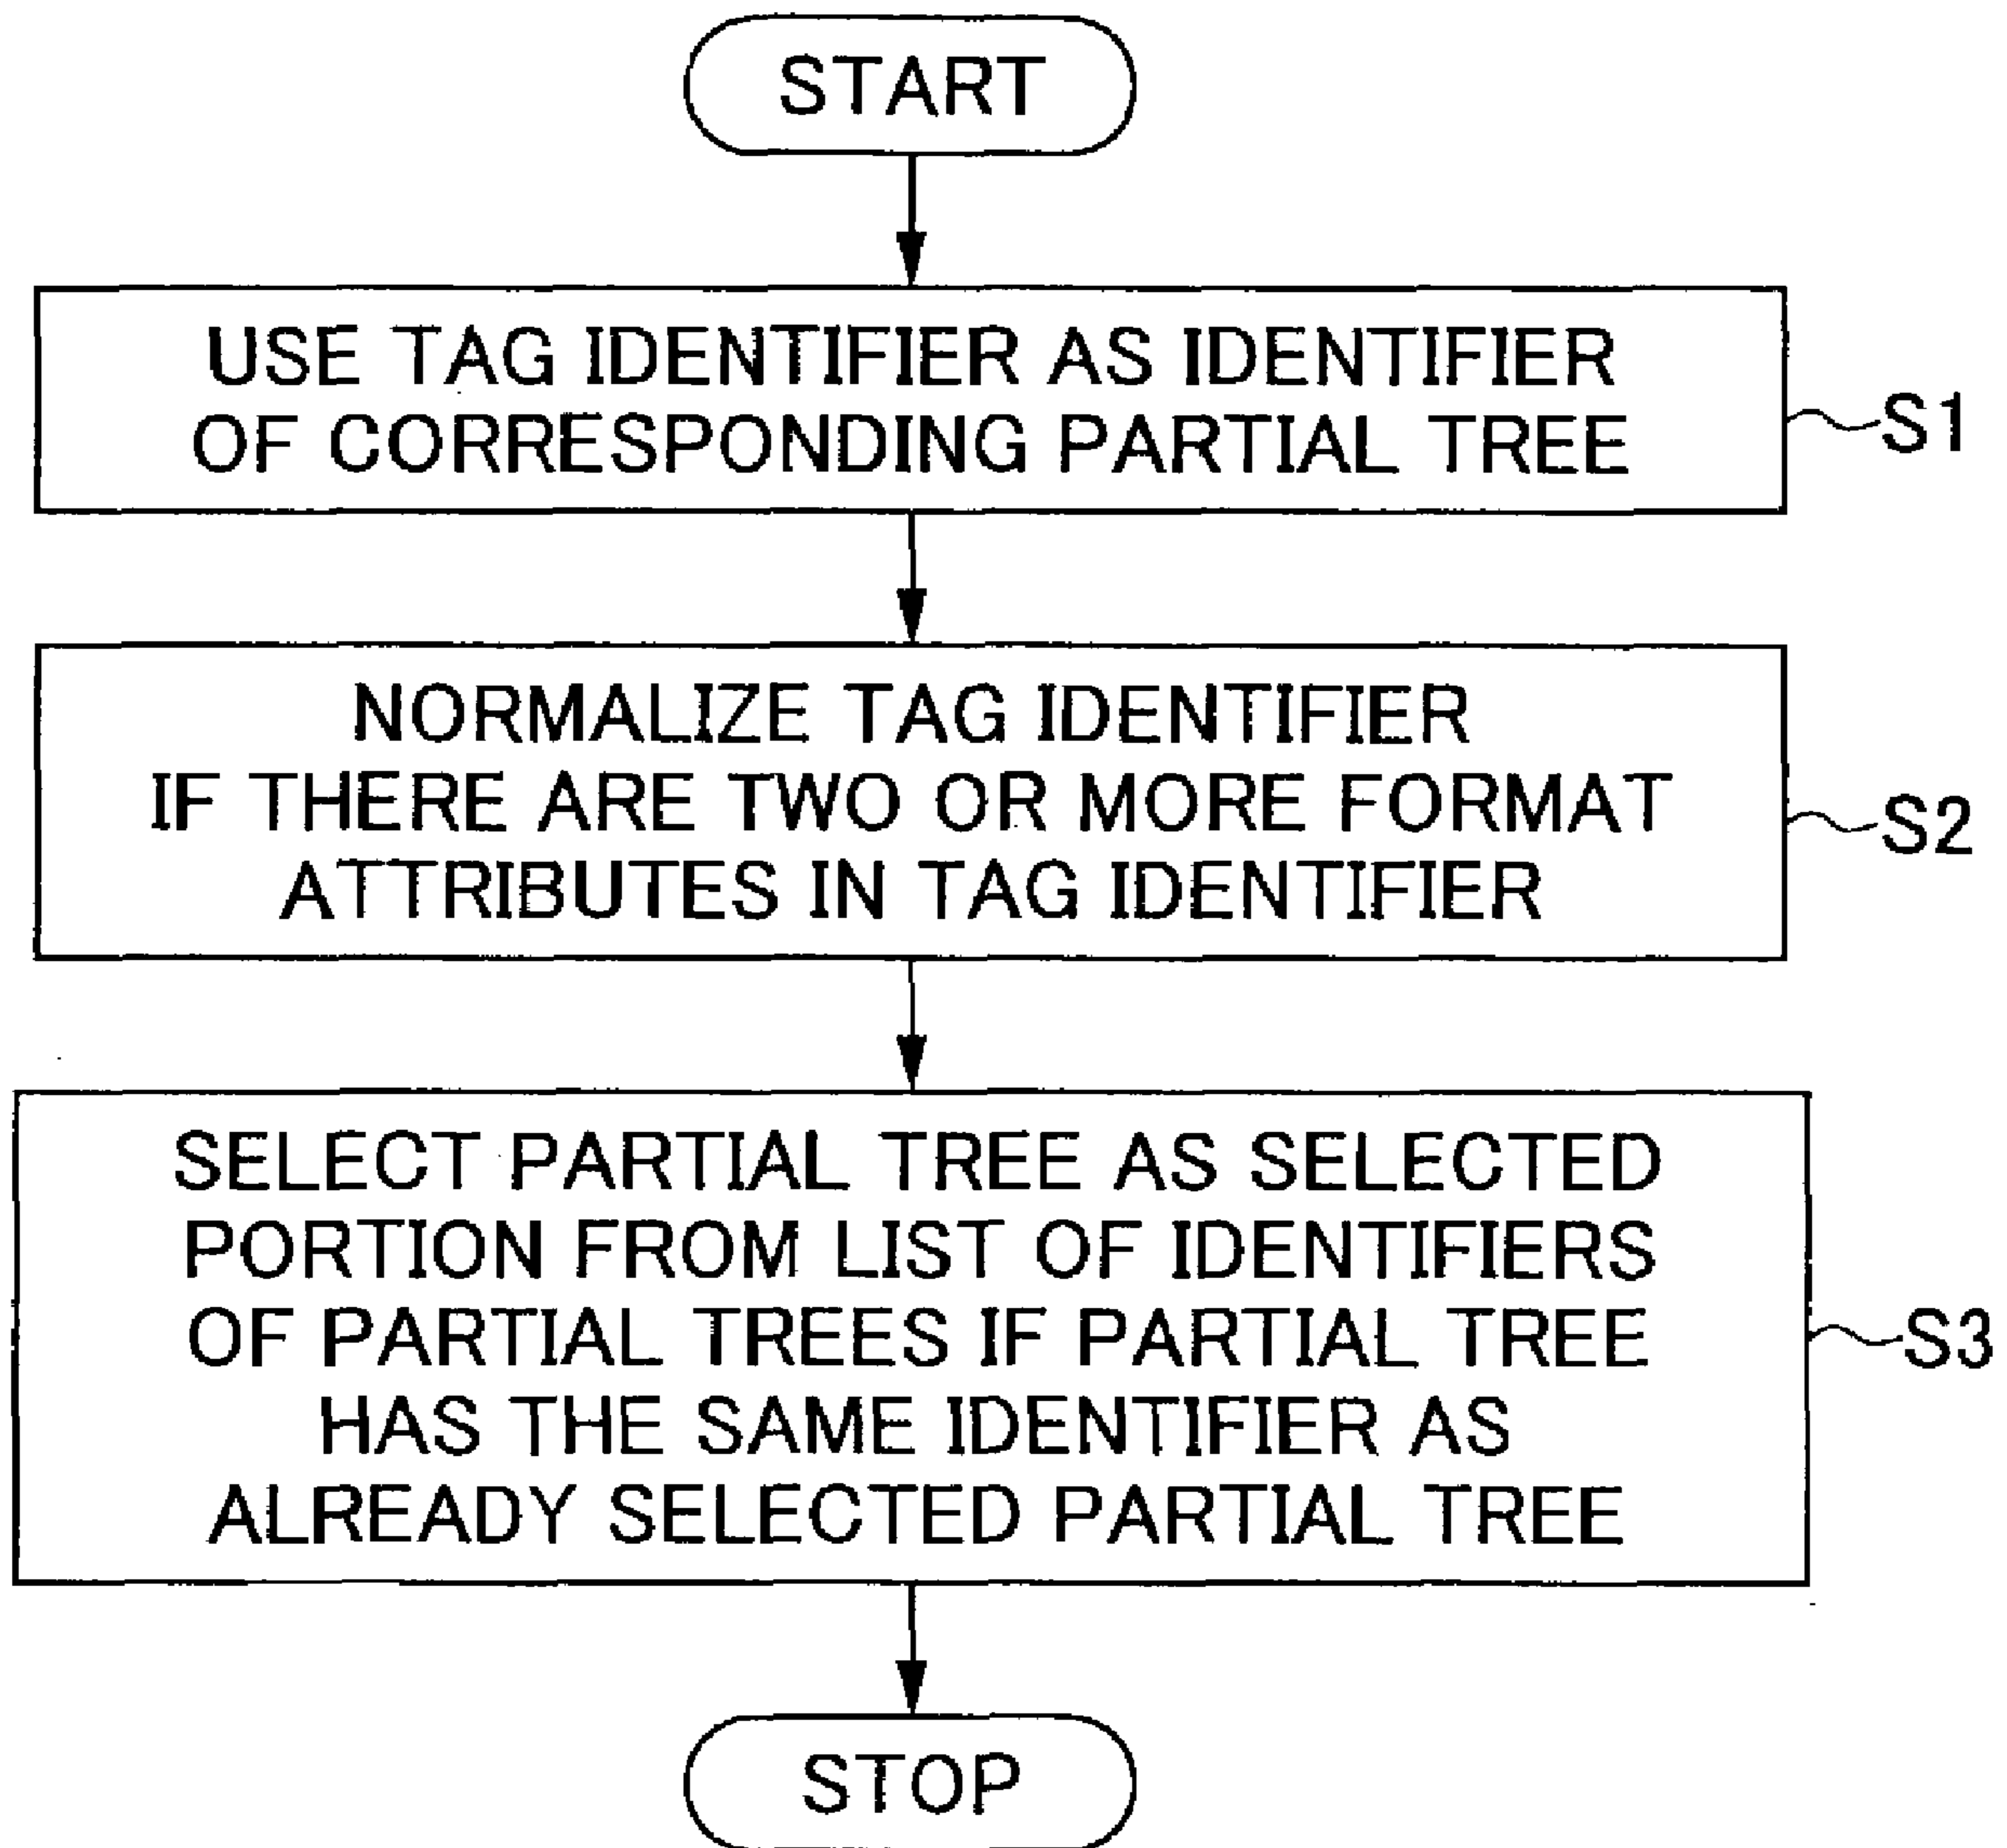 START
USE TAG IDENTIFIER AS IDENTIFIER
OF CORRESPONDING PARTIAL TREE
S1
NORMALIZE TAG IDENTIFIER
IF THERE ARE TWO OR MORE FORMAT
ATTRIBUTES IN TAG IDENTIFIER
S2
SELECT PARTIAL TREE AS SELECTED
PORTION FROM LIST OF IDENTIFIERS
OF PARTIAL TREES IF PARTIAL TREE
HAS THE SAME IDENTIFIER AS
ALREADY SELECTED PARTIAL TREE
S3
STOP